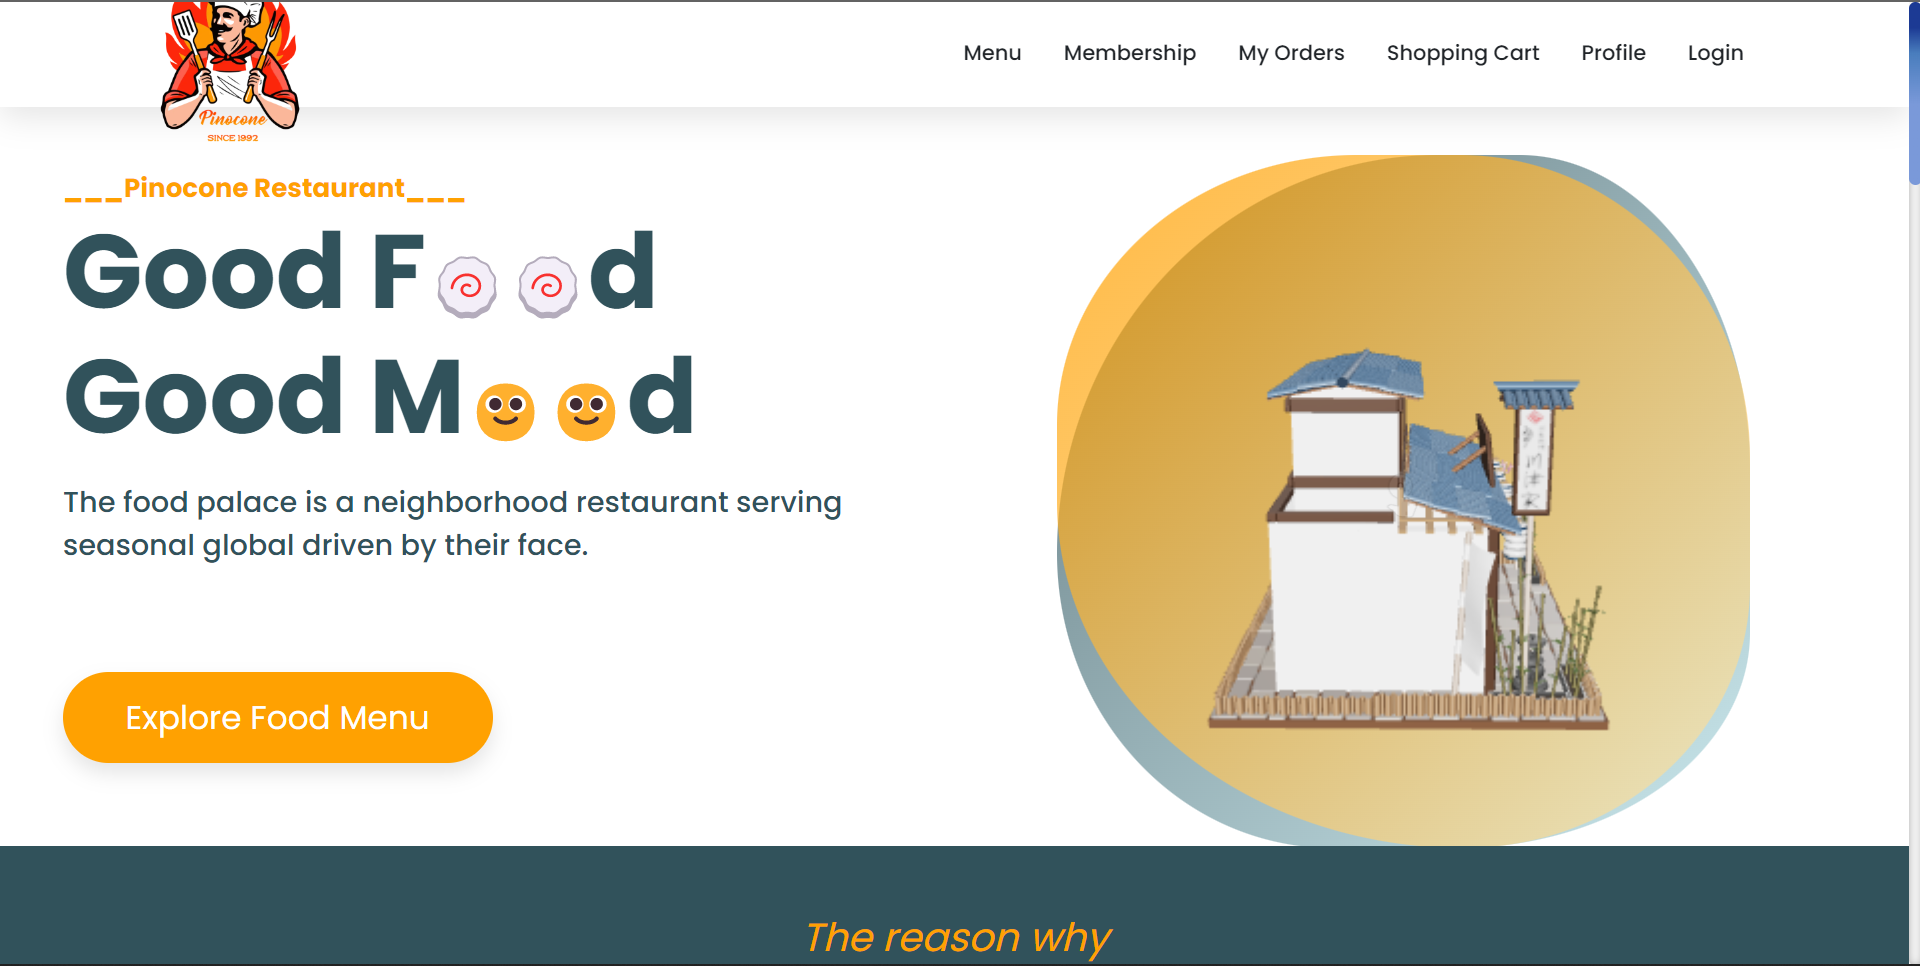 Pinocone
SINCE 1992
Menu Membership My Orders Shopping Cart Profile Login
___Pinocone Restaurant___
Good F🍥🍥d
Good M🙂🙂d
The food palace is a neighborhood restaurant serving
seasonal global driven by their face.
Explore Food Menu
The reason why